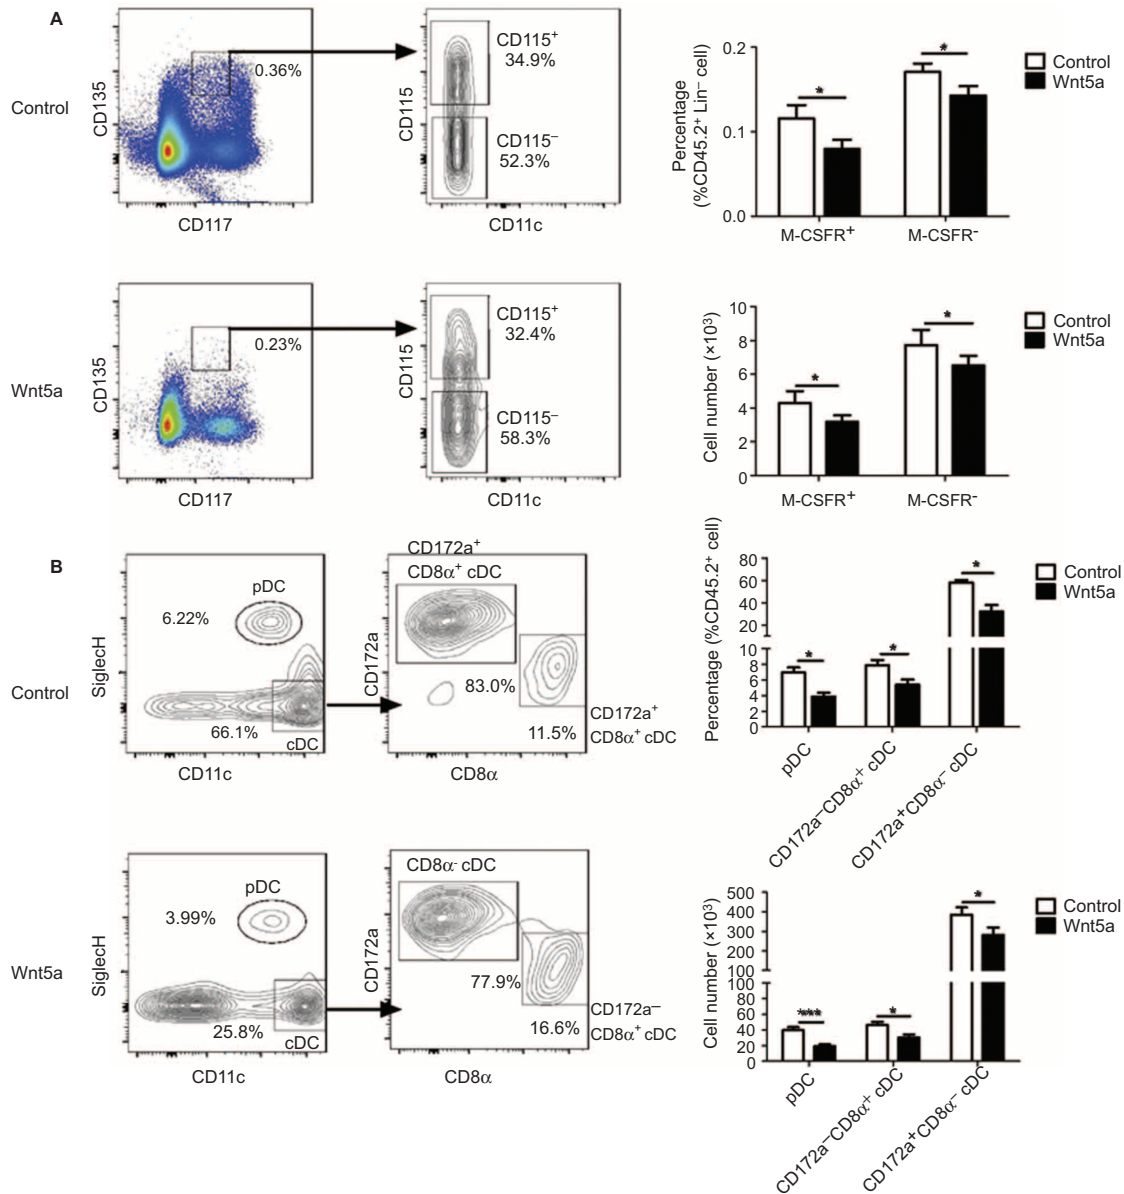 A
Control
CD135
0.36%
CD117
CD115
CD115⁺
34.9%
CD115⁻
52.3%
CD11c
Percentage
(%CD45.2⁺ Lin⁻ cell)
0.2
0.1
0.0
*
*
M-CSFR⁺
M-CSFR⁻
Control
Wnt5a
Wnt5a
CD135
0.23%
CD117
CD115
CD115⁺
32.4%
CD115⁻
58.3%
CD11c
Cell number (×10³)
10
8
6
4
2
0
*
*
M-CSFR⁺
M-CSFR⁻
Control
Wnt5a
B
Control
SiglecH
pDC
6.22%
66.1%
cDC
CD11c
CD172a⁺
CD8α⁺ cDC
CD172a
83.0%
11.5%
CD172a⁺
CD8α⁺ cDC
CD8α
Percentage (%CD45.2⁺ cell)
80
60
40
20
8
6
4
2
0
*
*
*
pDC
CD172a⁻CD8α⁺ cDC
CD172a⁺CD8α⁻ cDC
Control
Wnt5a
Wnt5a
SiglecH
pDC
3.99%
25.8%
cDC
CD11c
CD8α⁻ cDC
CD172a
77.9%
16.6%
CD172a⁻
CD8α⁺ cDC
CD8α
Cell number (×10³)
500
400
300
200
100
100
80
60
40
20
0
***
*
*
pDC
CD172a⁻CD8α⁺ cDC
CD172a⁺CD8α⁻ cDC
Control
Wnt5a